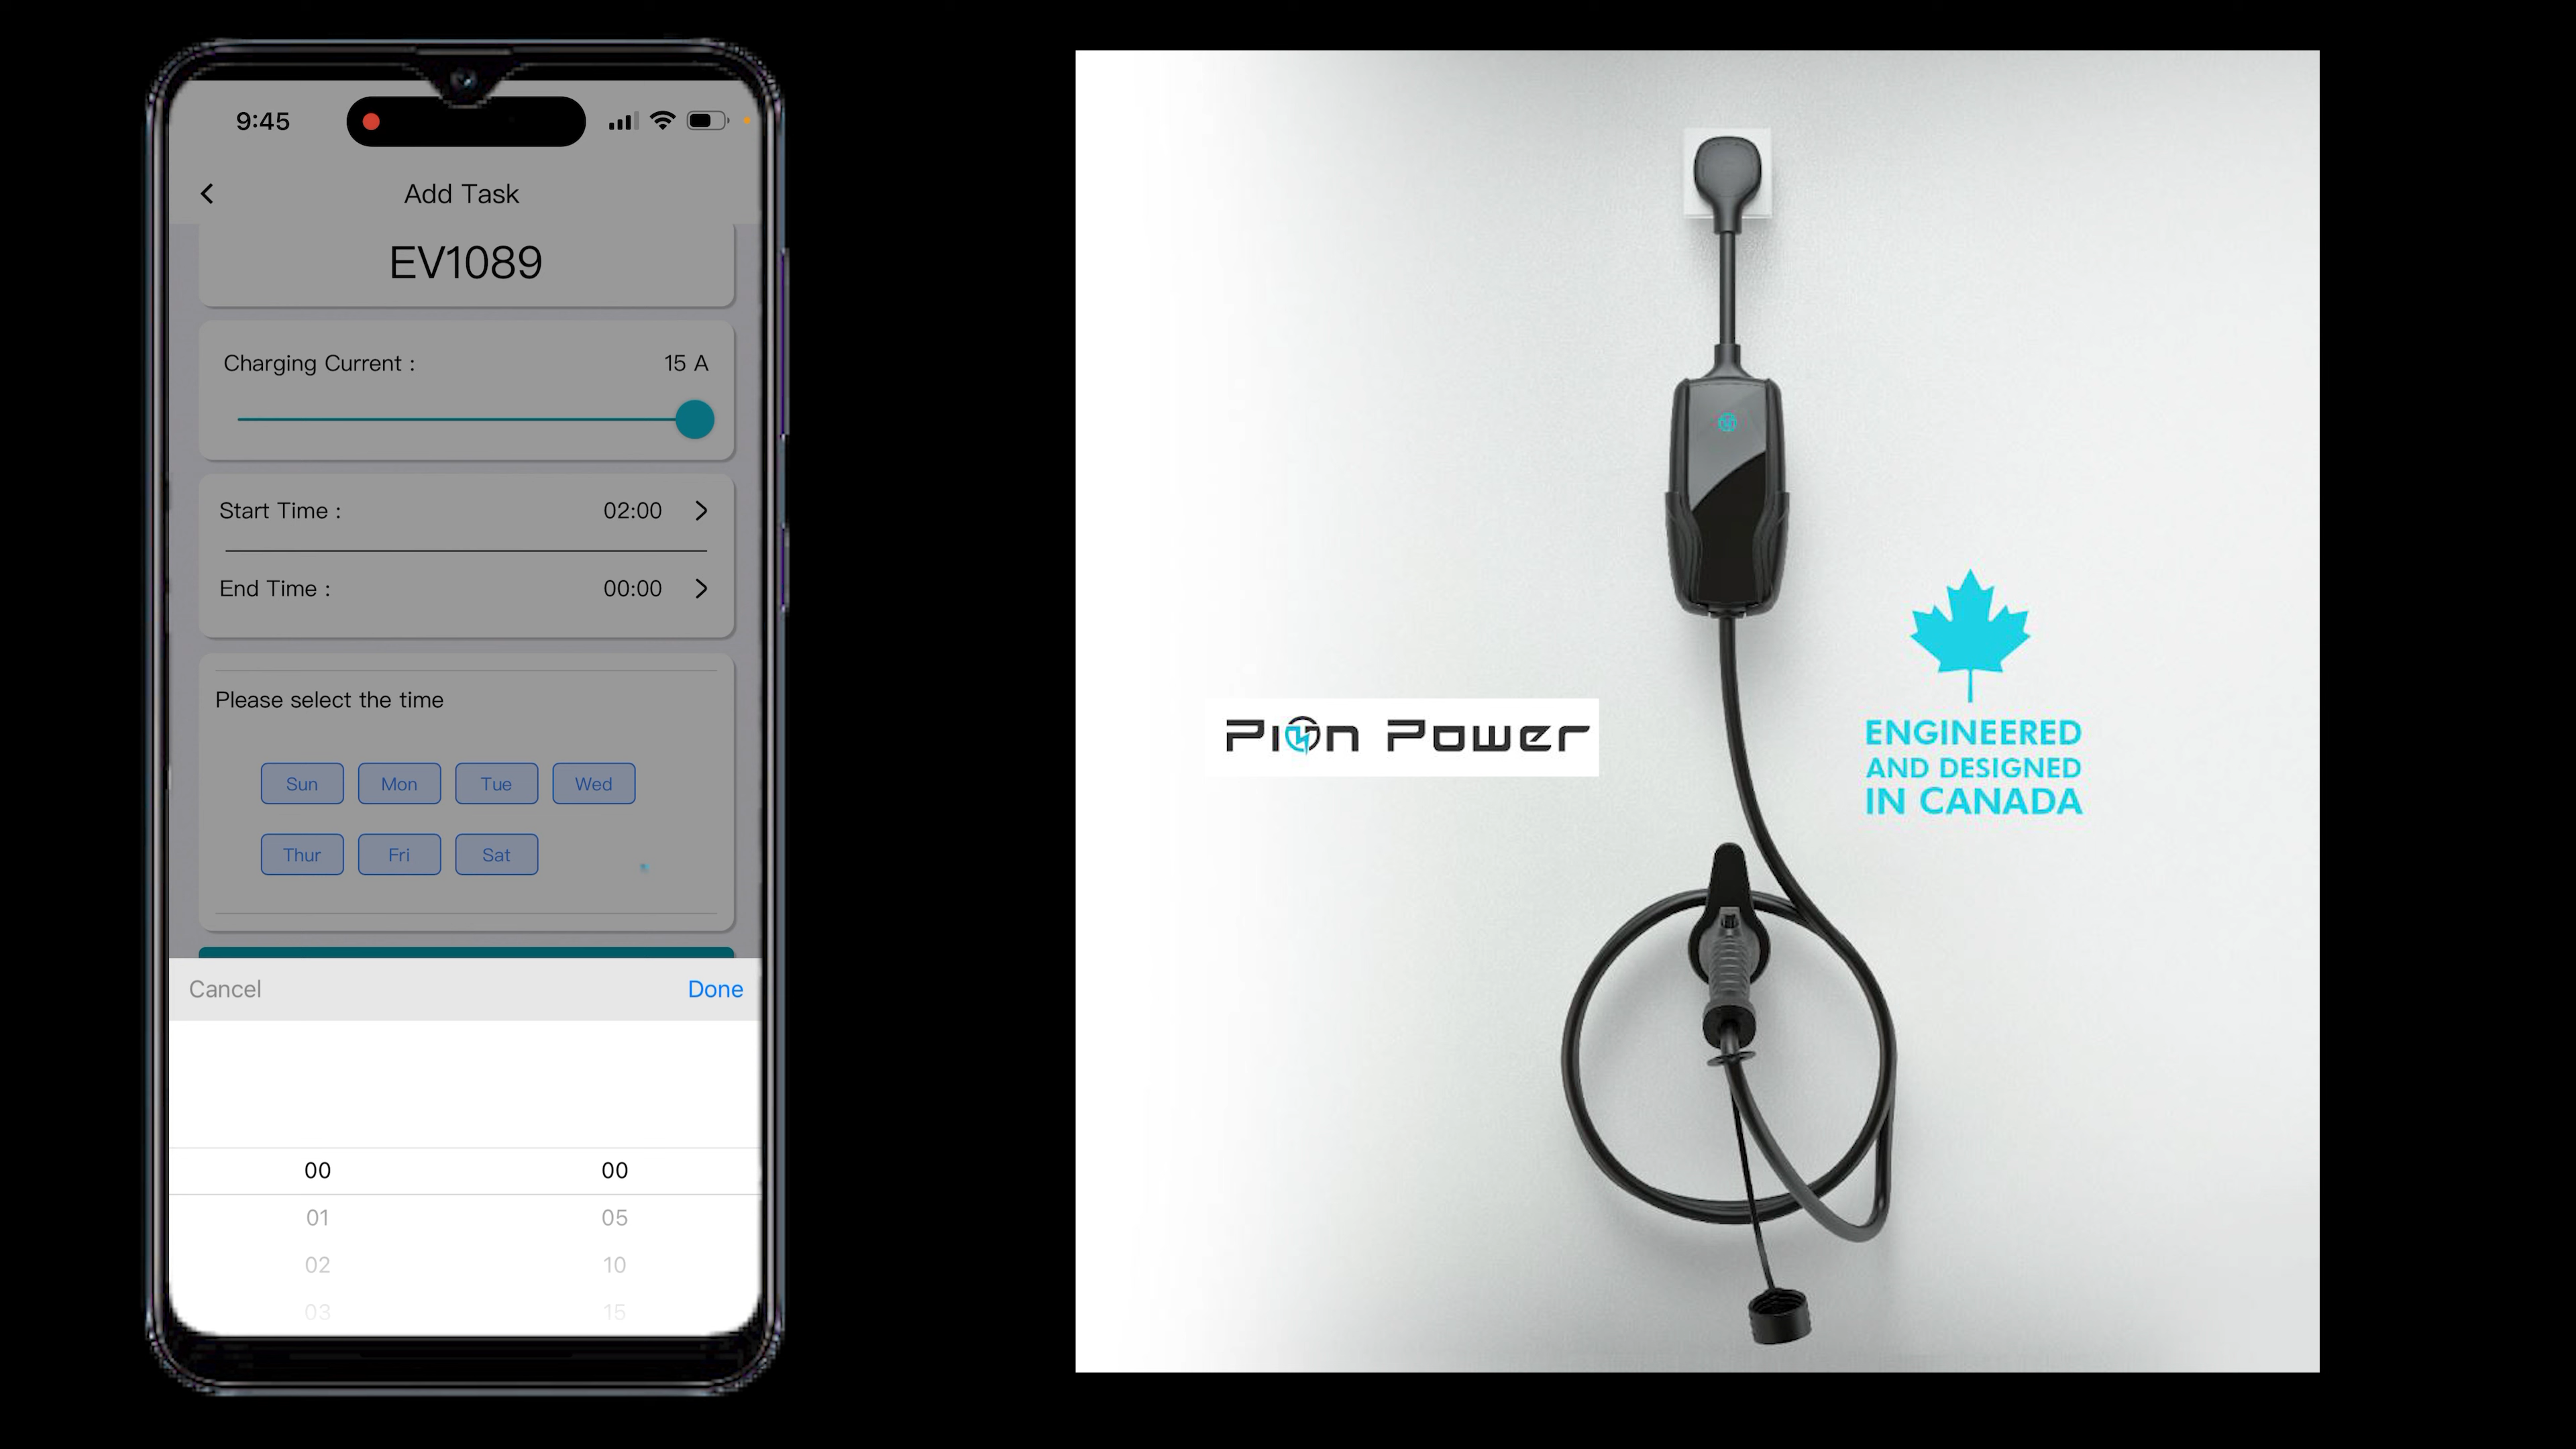 9:45
Add Task
EV1089
Charging Current : 15 A
Start Time : 02:00
End Time : 00:00
Please select the time
Sun Mon Tue Wed
Thur Fri Sat
Cancel Done
00 00
01 05
02 10
03 15
Pion Power
ENGINEERED
AND DESIGNED
IN CANADA